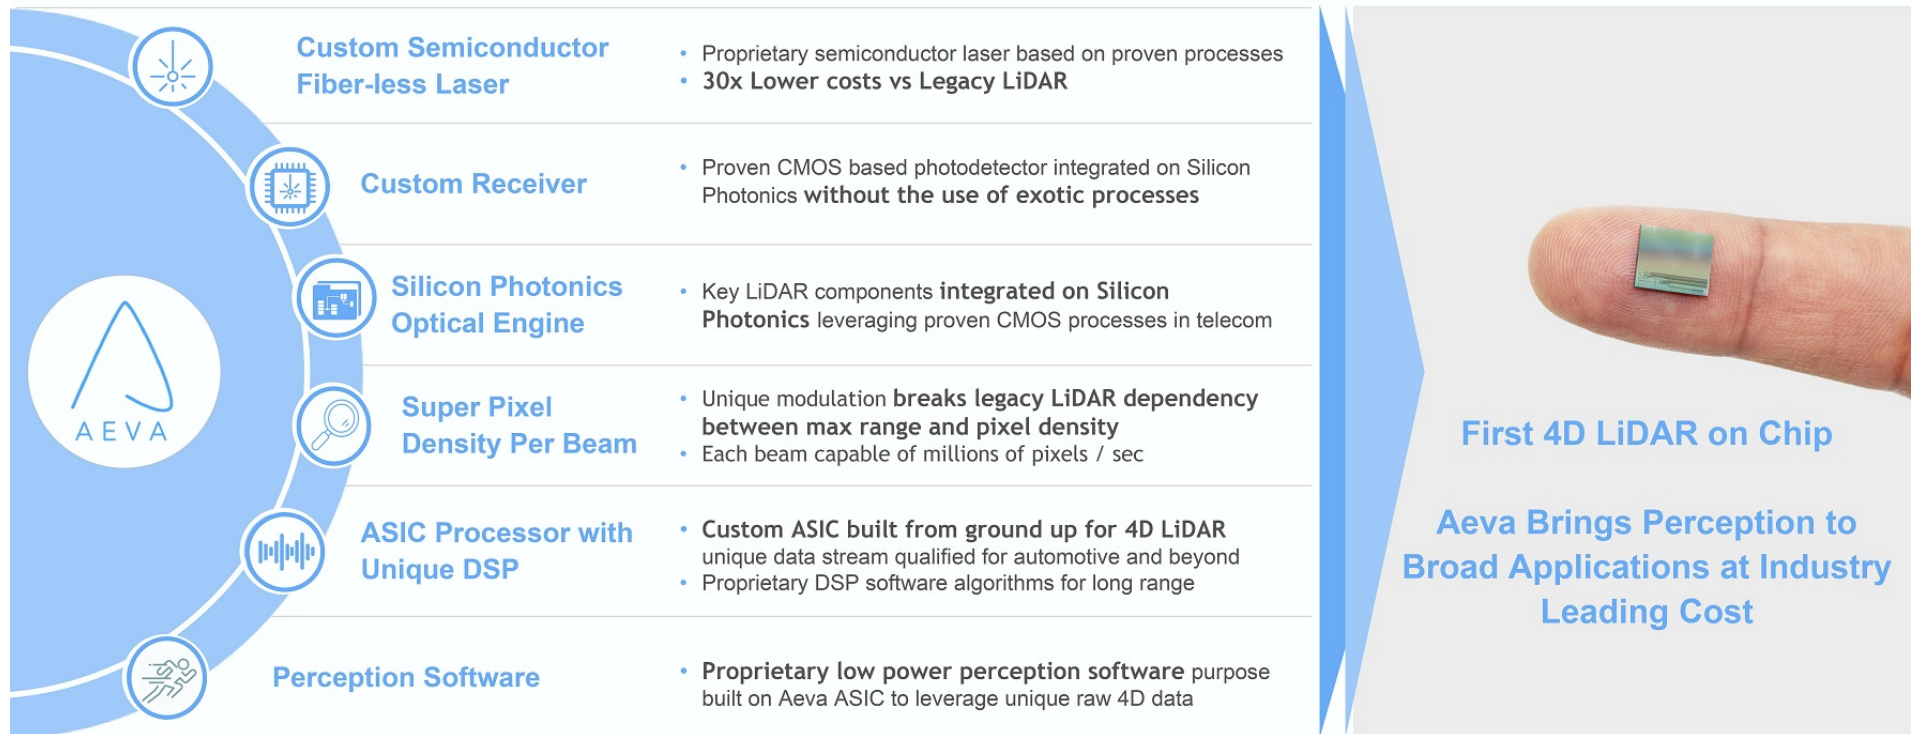 AEVA
Custom Semiconductor
Fiber-less Laser
• Proprietary semiconductor laser based on proven processes
• 30x Lower costs vs Legacy LiDAR
Custom Receiver
• Proven CMOS based photodetector integrated on Silicon
Photonics without the use of exotic processes
Silicon Photonics
Optical Engine
• Key LiDAR components integrated on Silicon
Photonics leveraging proven CMOS processes in telecom
Super Pixel
Density Per Beam
• Unique modulation breaks legacy LiDAR dependency
between max range and pixel density
• Each beam capable of millions of pixels / sec
ASIC Processor with
Unique DSP
• Custom ASIC built from ground up for 4D LiDAR
unique data stream qualified for automotive and beyond
• Proprietary DSP software algorithms for long range
Perception Software
• Proprietary low power perception software purpose
built on Aeva ASIC to leverage unique raw 4D data
First 4D LiDAR on Chip
Aeva Brings Perception to
Broad Applications at Industry
Leading Cost